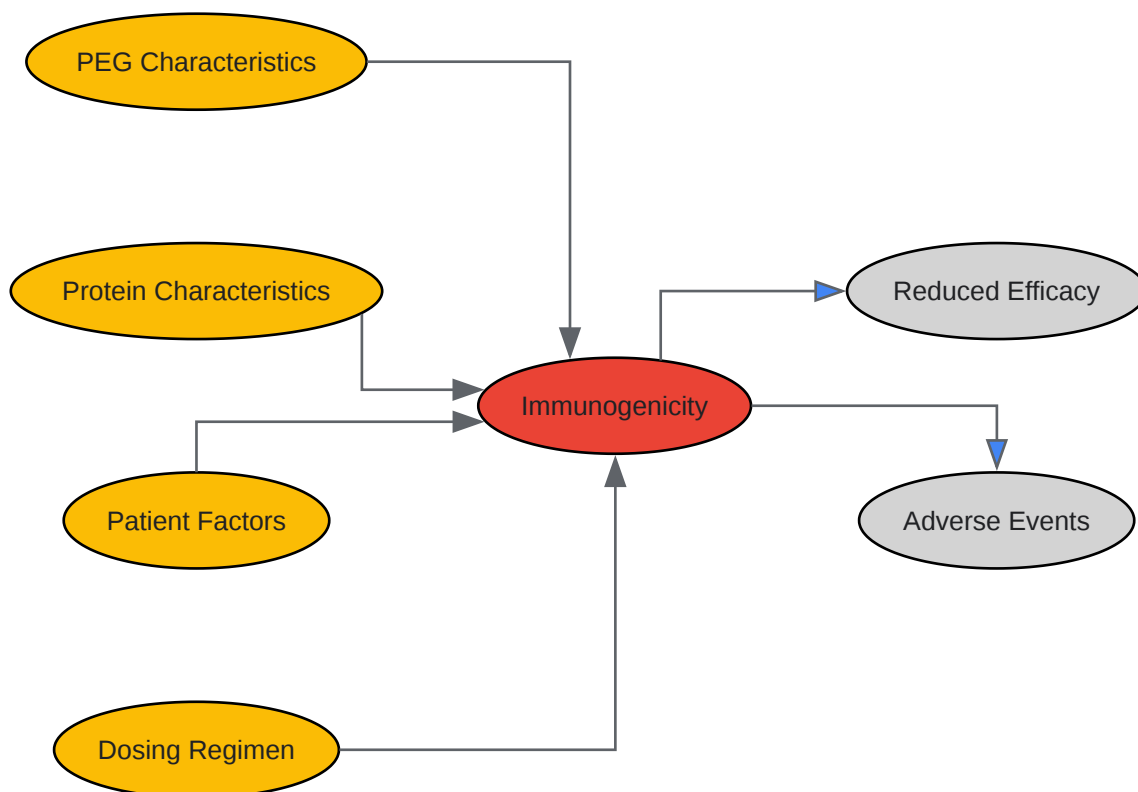 PEG Characteristics
Protein Characteristics
Reduced Efficacy
Immunogenicity
Patient Factors
Adverse Events
Dosing Regimen